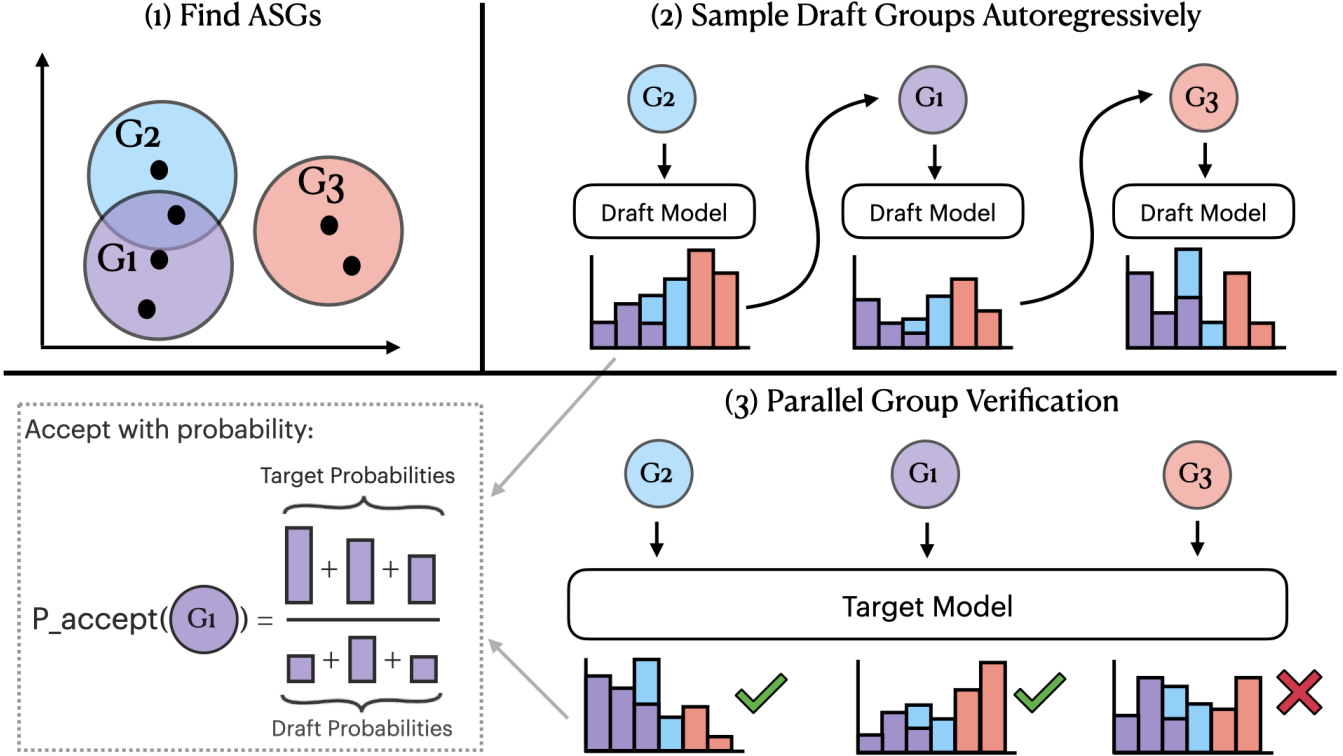 (1) Find ASGs
G2
G3
G1
(2) Sample Draft Groups Autoregressively
G2
G1
G3
Draft Model
Draft Model
Draft Model
Accept with probability:
Target Probabilities
+ +
P_accept( G1 ) =
+ +
Draft Probabilities
(3) Parallel Group Verification
G2
G1
G3
Target Model